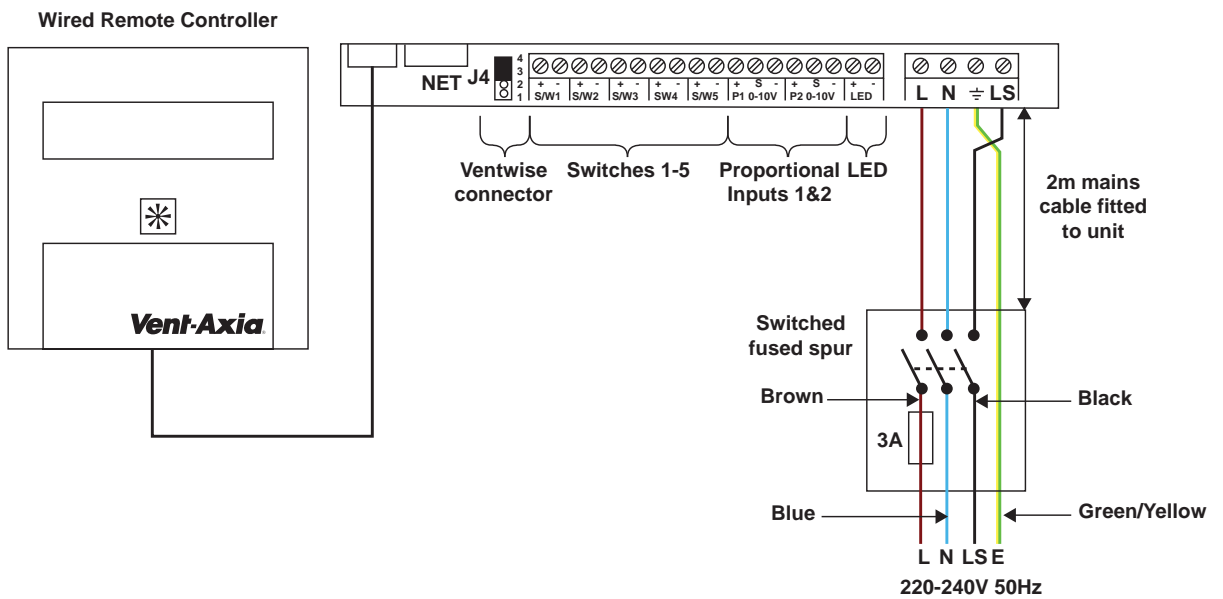 Wired Remote Controller
NET
J4
4
3
2
1
+ - + - + - + - + - + S - + S - + -
S/W1 S/W2 S/W3 SW4 S/W5 P1 0-10V P2 0-10V LED
L N LS
Ventwise
connector
Switches 1-5
Proportional
Inputs 1&2
LED
2m mains
cable fitted
to unit
Vent-Axia
Switched
fused spur
Brown
Black
3A
Blue
Green/Yellow
L N LS E
220-240V 50Hz